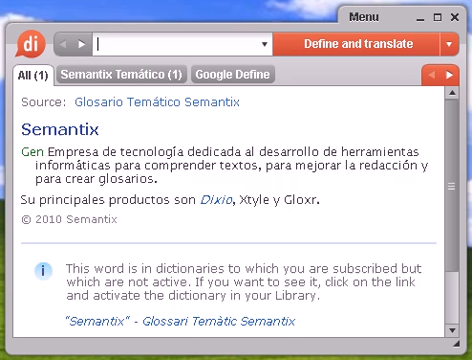 Menu
di
Define and translate
All (1)
Semantix Temático (1)
Google Define
Source: Glosario Temático Semantix
Semantix
Gen Empresa de tecnología dedicada al desarrollo de herramientas
informáticas para comprender textos, para mejorar la redacción y
para crear glosarios.
Su principales productos son Dixio, Xtyle y Gloxr.
© 2010 Semantix
i
This word is in dictionaries to which you are subscribed but
which are not active. If you want to see it, click on the link
and activate the dictionary in your Library.
"Semantix" - Glossari Temàtic Semantix